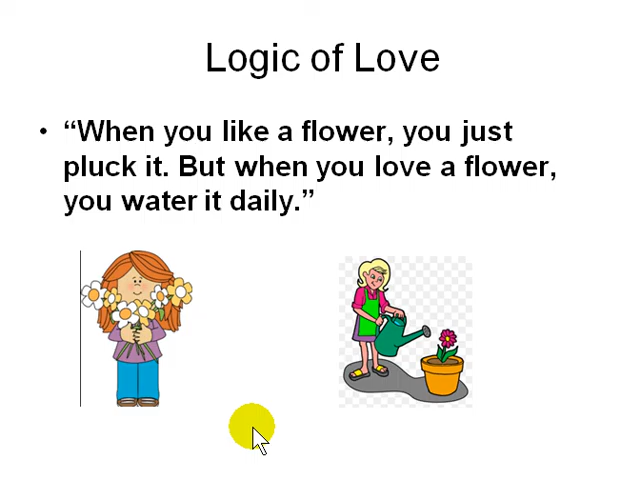 Logic of Love
• “When you like a flower, you just
pluck it. But when you love a flower,
you water it daily.”